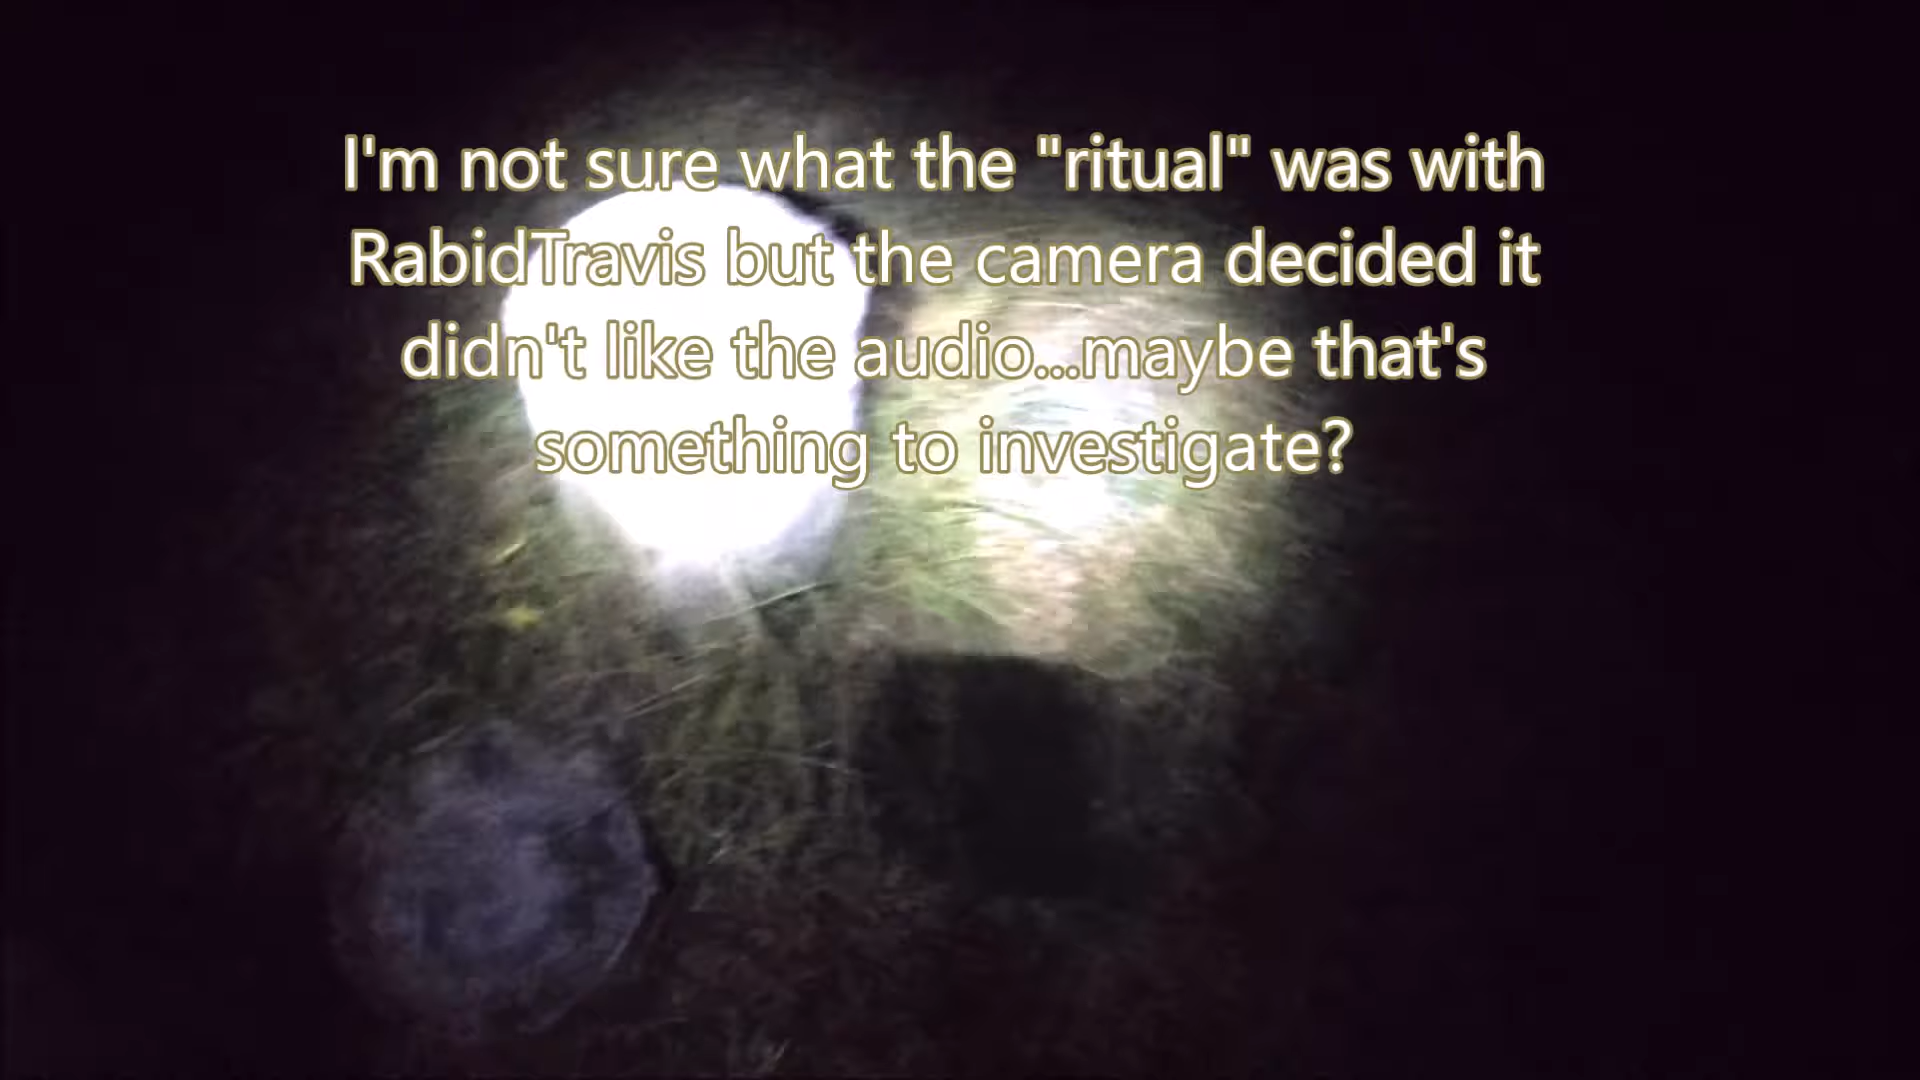 I'm not sure what the "ritual" was with
RabidTravis but the camera decided it
didn't like the audio...maybe that's
something to investigate?